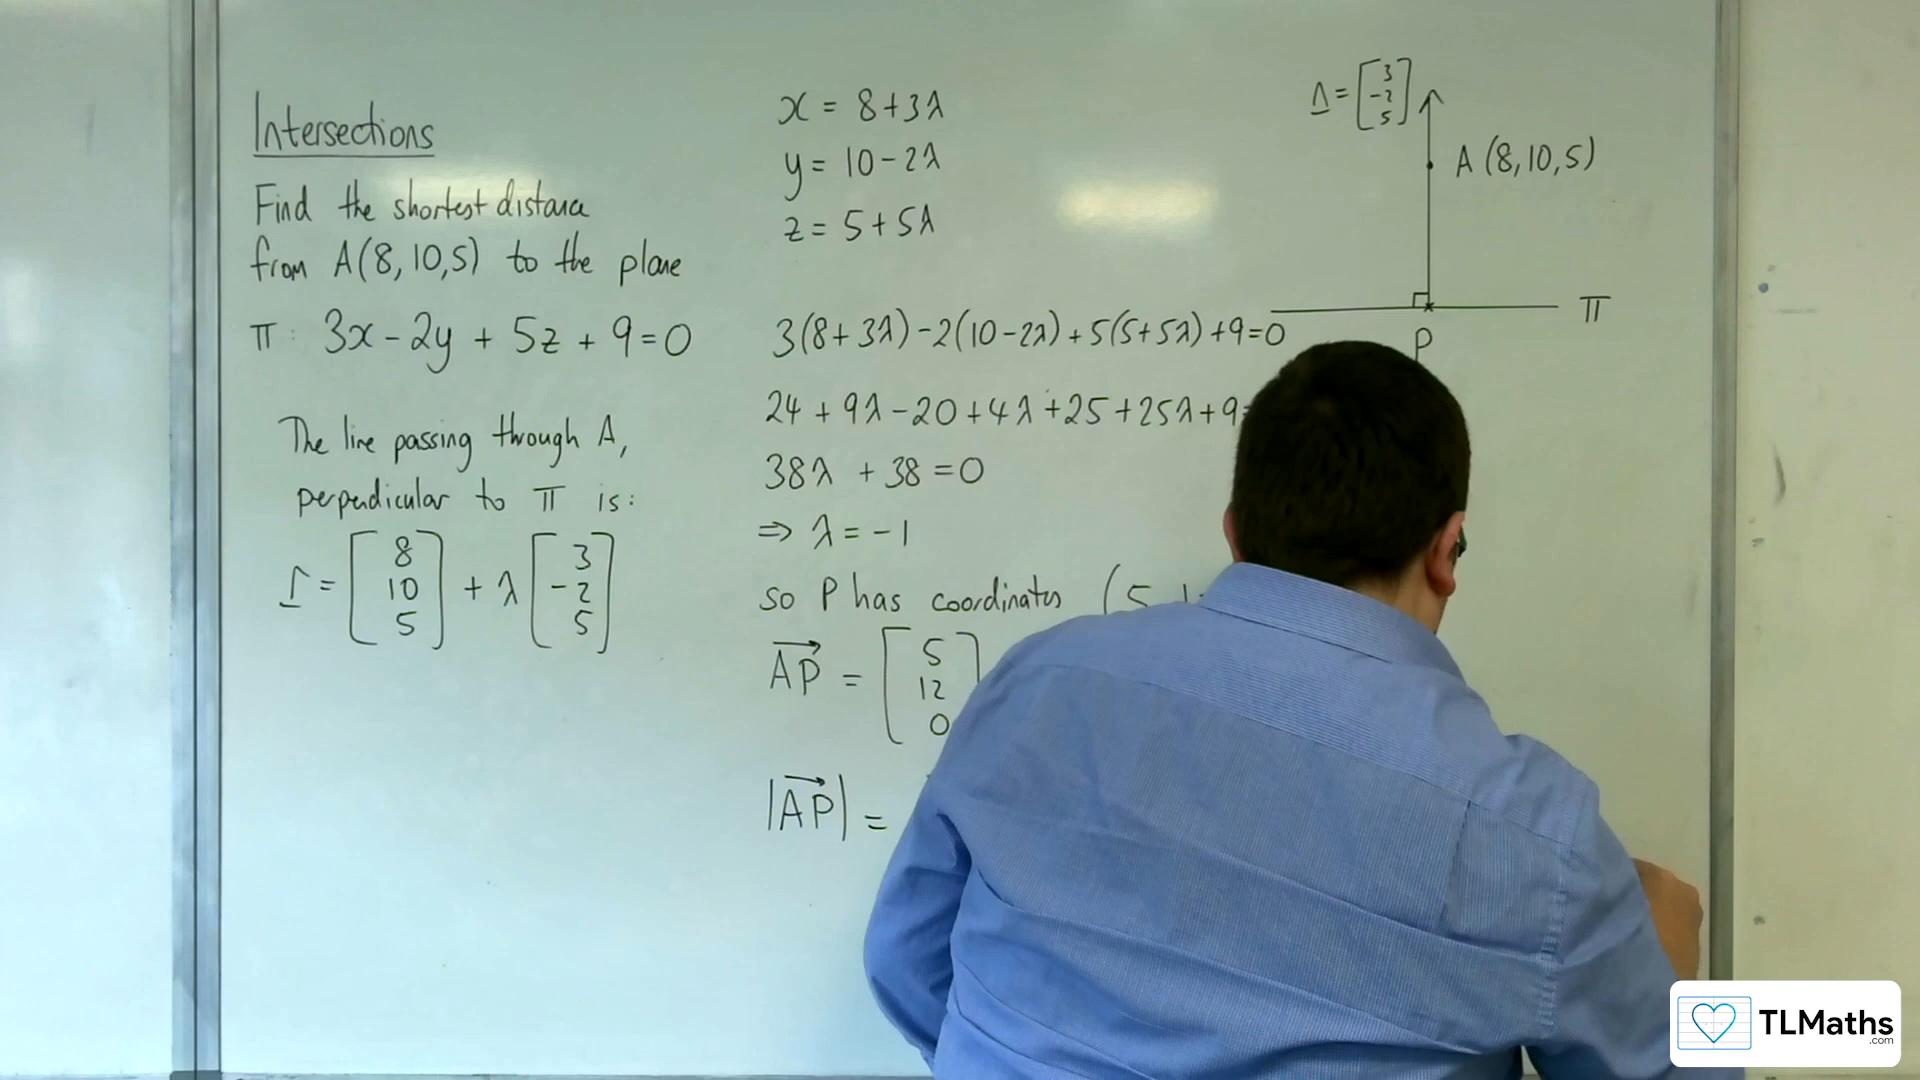 Intersections
Find the shortest distance
from A(8,10,5) to the plane
π: 3x - 2y + 5z + 9 = 0
The line passing through A,
perpendicular to π is:
r = [8 10 5] + λ [3 -2 5]
x = 8 + 3λ
y = 10 - 2λ
z = 5 + 5λ
3(8 + 3λ) - 2(10 - 2λ) + 5(5 + 5λ) + 9 = 0
24 + 9λ - 20 + 4λ + 25 + 25λ + 9 =
38λ + 38 = 0
⇒ λ = -1
so P has coordinates (5, 1
AP = [5 12 0]
|AP| =
n = [3 -2 5]
A (8,10,5)
π
P
TLMaths
.com